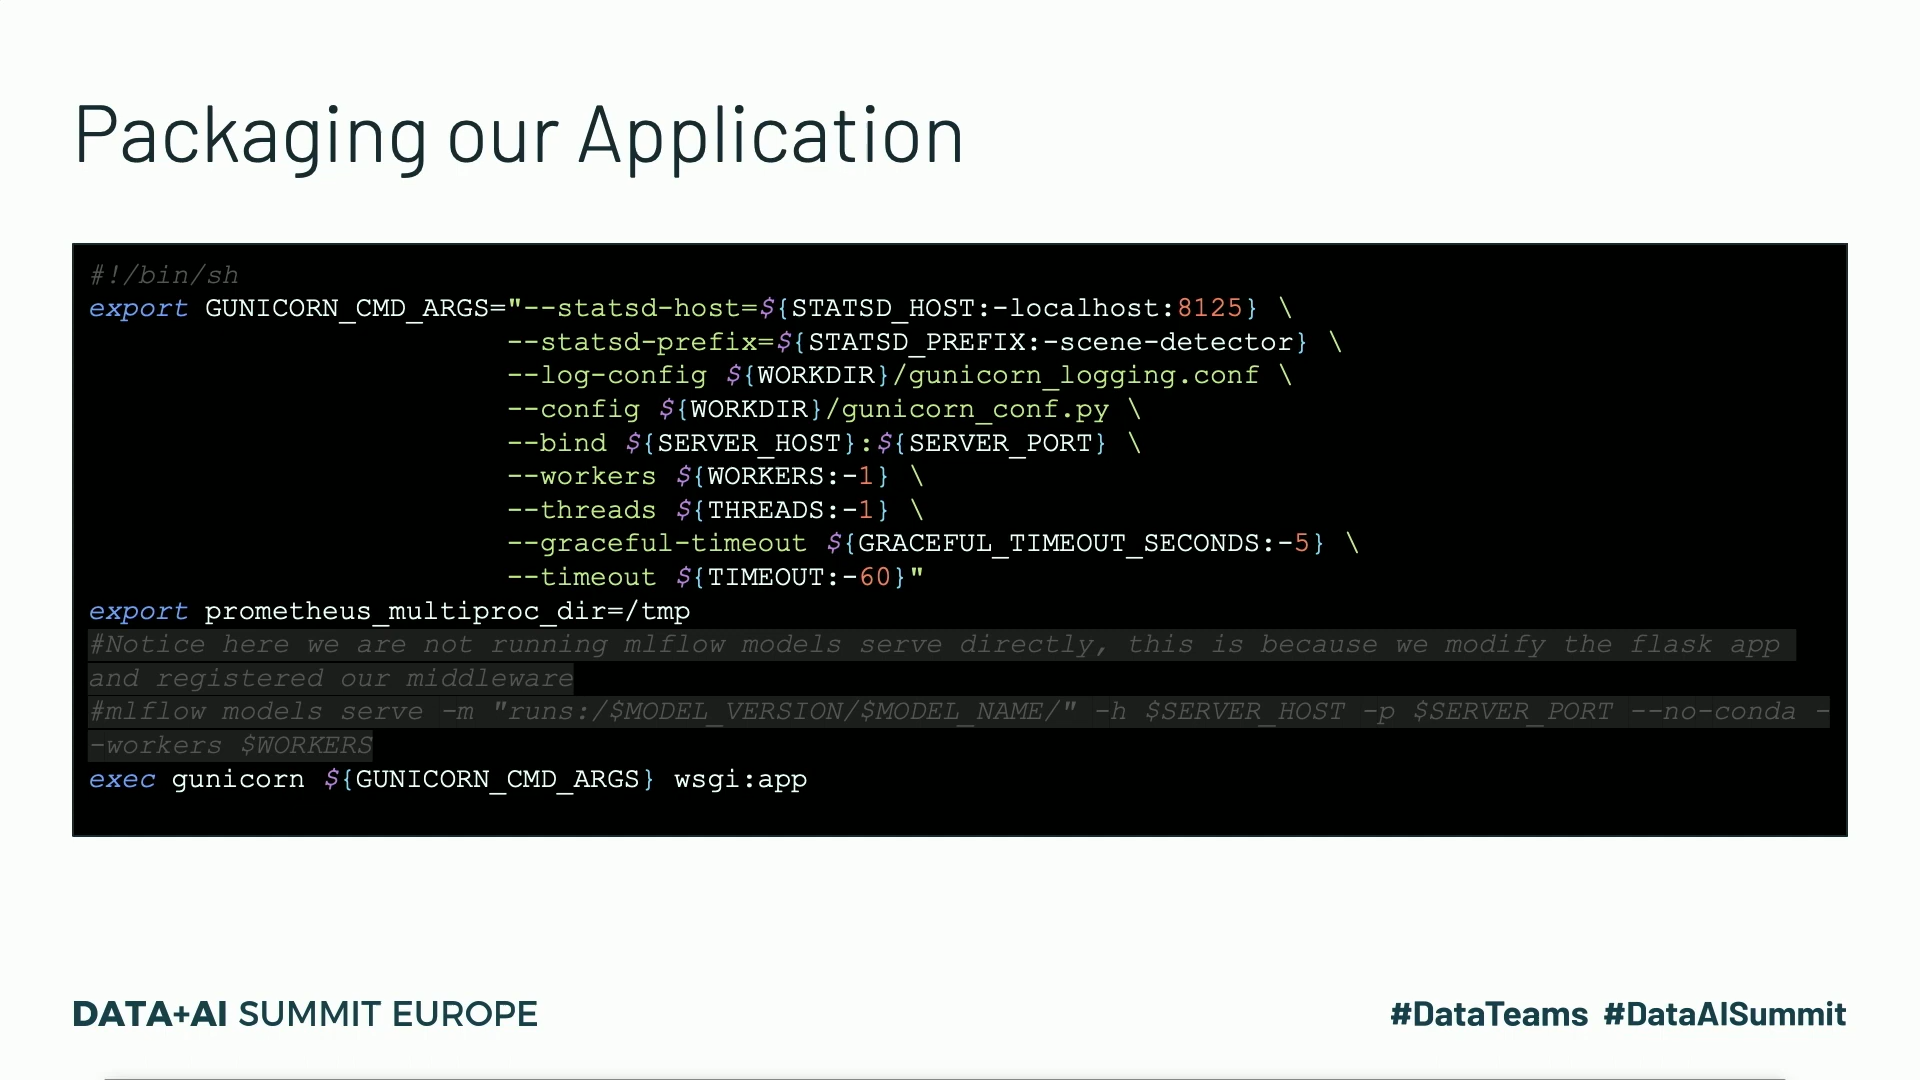 Packaging our Application
#!/bin/sh
export GUNICORN_CMD_ARGS="--statsd-host=${STATSD_HOST:-localhost:8125} \
--statsd-prefix=${STATSD_PREFIX:-scene-detector} \
--log-config ${WORKDIR}/gunicorn_logging.conf \
--config ${WORKDIR}/gunicorn_conf.py \
--bind ${SERVER_HOST}:${SERVER_PORT} \
--workers ${WORKERS:-1} \
--threads ${THREADS:-1} \
--graceful-timeout ${GRACEFUL_TIMEOUT_SECONDS:-5} \
--timeout ${TIMEOUT:-60}"
export prometheus_multiproc_dir=/tmp
#Notice here we are not running mlflow models serve directly, this is because we modify the flask app
and registered our middleware
#mlflow models serve -m "runs:/$MODEL_VERSION/$MODEL_NAME/" -h $SERVER_HOST -p $SERVER_PORT --no-conda -
-workers $WORKERS
exec gunicorn ${GUNICORN_CMD_ARGS} wsgi:app
DATA+AI SUMMIT EUROPE
#DataTeams #DataAISummit